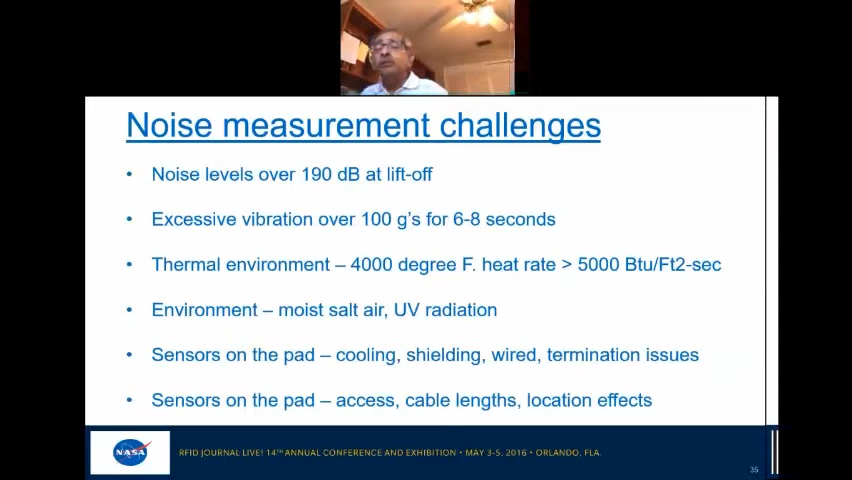 Noise measurement challenges
• Noise levels over 190 dB at lift-off
• Excessive vibration over 100 g's for 6-8 seconds
• Thermal environment – 4000 degree F. heat rate > 5000 Btu/Ft2-sec
• Environment – moist salt air, UV radiation
• Sensors on the pad – cooling, shielding, wired, termination issues
• Sensors on the pad – access, cable lengths, location effects
NASA
RFID JOURNAL LIVE! 14TH ANNUAL CONFERENCE AND EXHIBITION • MAY 3-5, 2016 • ORLANDO, FLA.
35